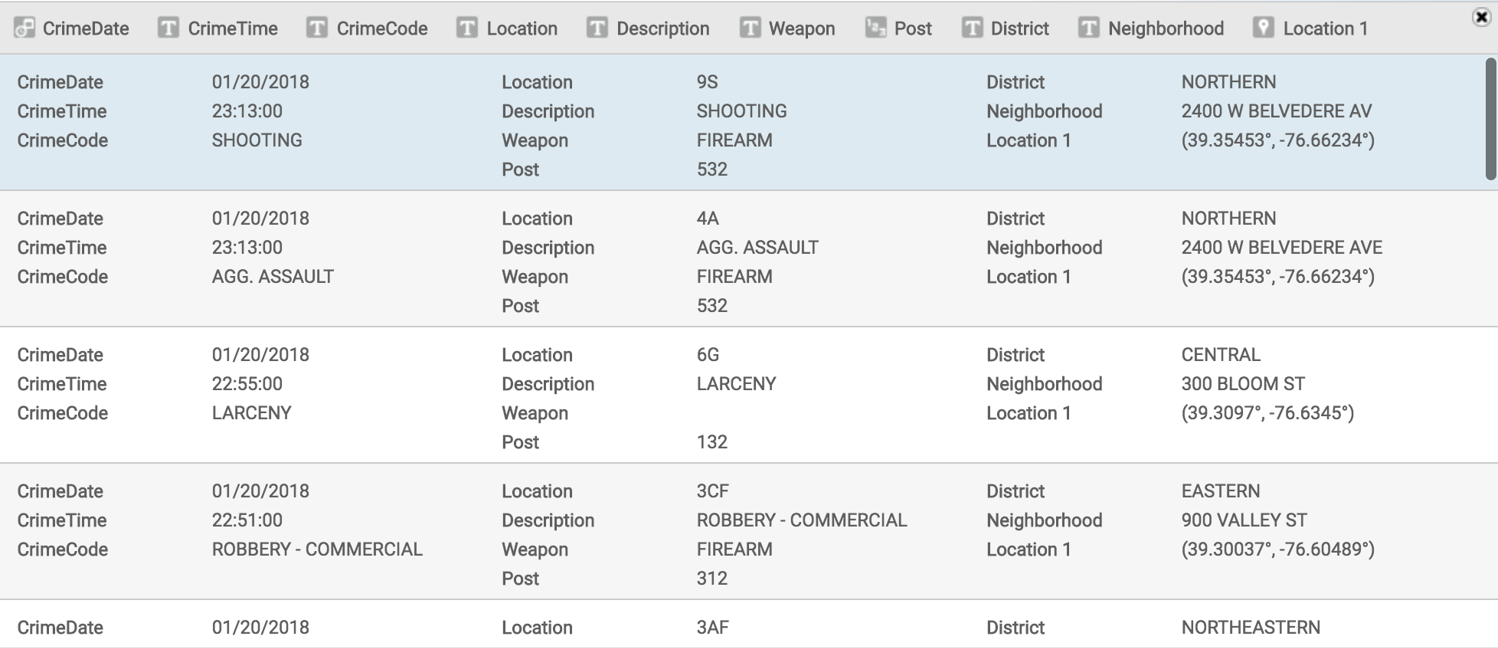 CrimeDate CrimeTime CrimeCode Location Description Weapon Post District Neighborhood Location 1
CrimeDate 01/20/2018 Location 9S District NORTHERN
CrimeTime 23:13:00 Description SHOOTING Neighborhood 2400 W BELVEDERE AV
CrimeCode SHOOTING Weapon FIREARM Location 1 (39.35453°, -76.66234°)
Post 532
CrimeDate 01/20/2018 Location 4A District NORTHERN
CrimeTime 23:13:00 Description AGG. ASSAULT Neighborhood 2400 W BELVEDERE AVE
CrimeCode AGG. ASSAULT Weapon FIREARM Location 1 (39.35453°, -76.66234°)
Post 532
CrimeDate 01/20/2018 Location 6G District CENTRAL
CrimeTime 22:55:00 Description LARCENY Neighborhood 300 BLOOM ST
CrimeCode LARCENY Weapon Location 1 (39.3097°, -76.6345°)
Post 132
CrimeDate 01/20/2018 Location 3CF District EASTERN
CrimeTime 22:51:00 Description ROBBERY - COMMERCIAL Neighborhood 900 VALLEY ST
CrimeCode ROBBERY - COMMERCIAL Weapon FIREARM Location 1 (39.30037°, -76.60489°)
Post 312
CrimeDate 01/20/2018 Location 3AF District NORTHEASTERN